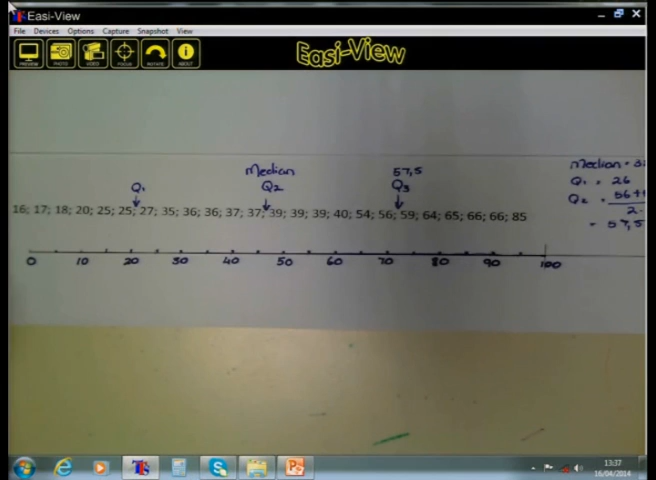 Easi-View
File Devices Options Capture Snapshot View
PREVIEW PHOTO VIDEO FOCUS ROTATE ABOUT
Easi-View
Median 57,5
Q1 Q2 Q3
16; 17; 18; 20; 25; 25; 27; 35; 36; 36; 37; 37; 39; 39; 39; 40; 54; 56; 59; 64; 65; 66; 66; 85
0 10 20 30 40 50 60 70 80 90 100
Median =
Q1 = 26
Q2 = 56+
2
= 57,5
13:37
16/04/2014